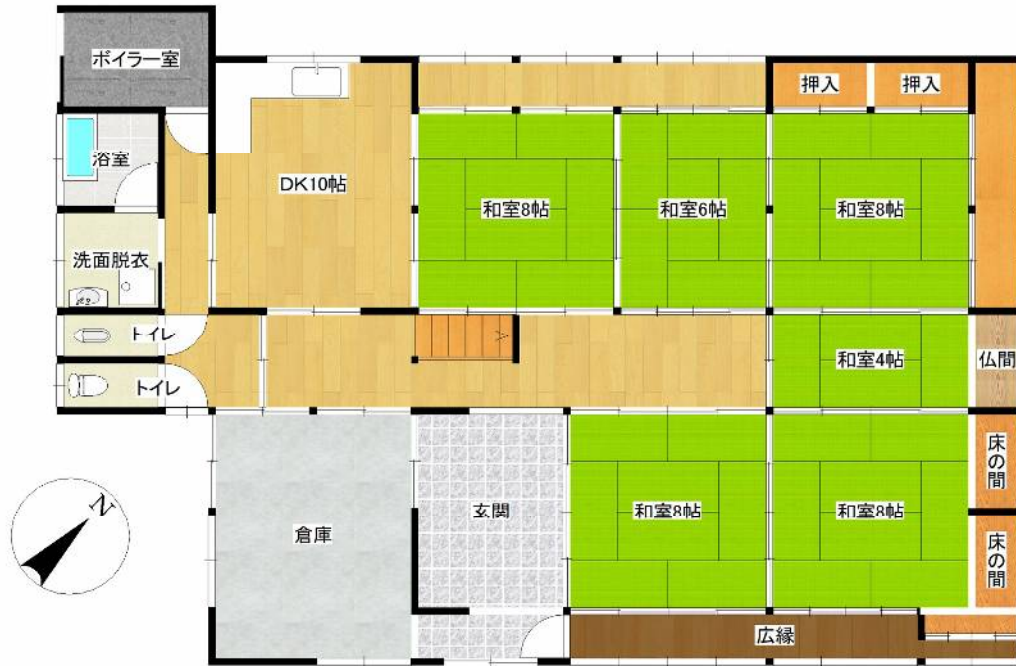 ボイラー室
押入
押入
浴室
DK10帖
和室8帖
和室6帖
和室8帖
洗面脱衣
トイレ
和室4帖
仏間
トイレ
床の間
N
倉庫
玄関
和室8帖
和室8帖
床の間
広縁